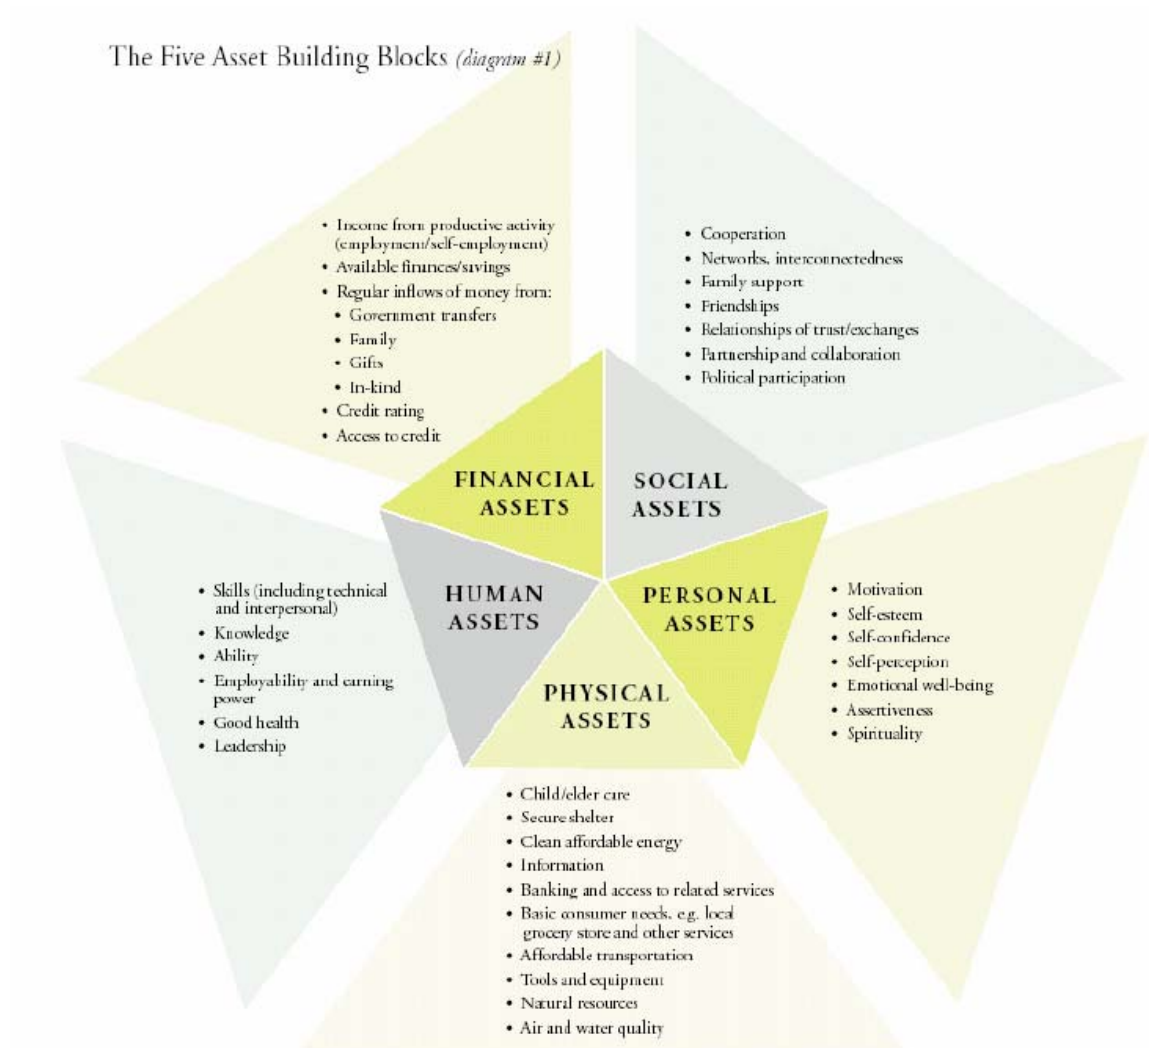 The Five Asset Building Blocks (diagram #1)
• Income from productive activity
(employment/self-employment)
• Available finances/savings
• Regular inflows of money from:
• Government transfers
• Family
• Gifts
• In-kind
• Credit rating
• Access to credit
• Cooperation
• Networks, interconnectedness
• Family support
• Friendships
• Relationships of trust/exchanges
• Partnership and collaboration
• Political participation
FINANCIAL
ASSETS
SOCIAL
ASSETS
HUMAN
ASSETS
PERSONAL
ASSETS
PHYSICAL
ASSETS
• Skills (including technical
and interpersonal)
• Knowledge
• Ability
• Employability and earning
power
• Good health
• Leadership
• Motivation
• Self-esteem
• Self-confidence
• Self-perception
• Emotional well-being
• Assertiveness
• Spirituality
• Child/elder care
• Secure shelter
• Clean affordable energy
• Information
• Banking and access to related services
• Basic consumer needs, e.g. local
grocery store and other services
• Affordable transportation
• Tools and equipment
• Natural resources
• Air and water quality